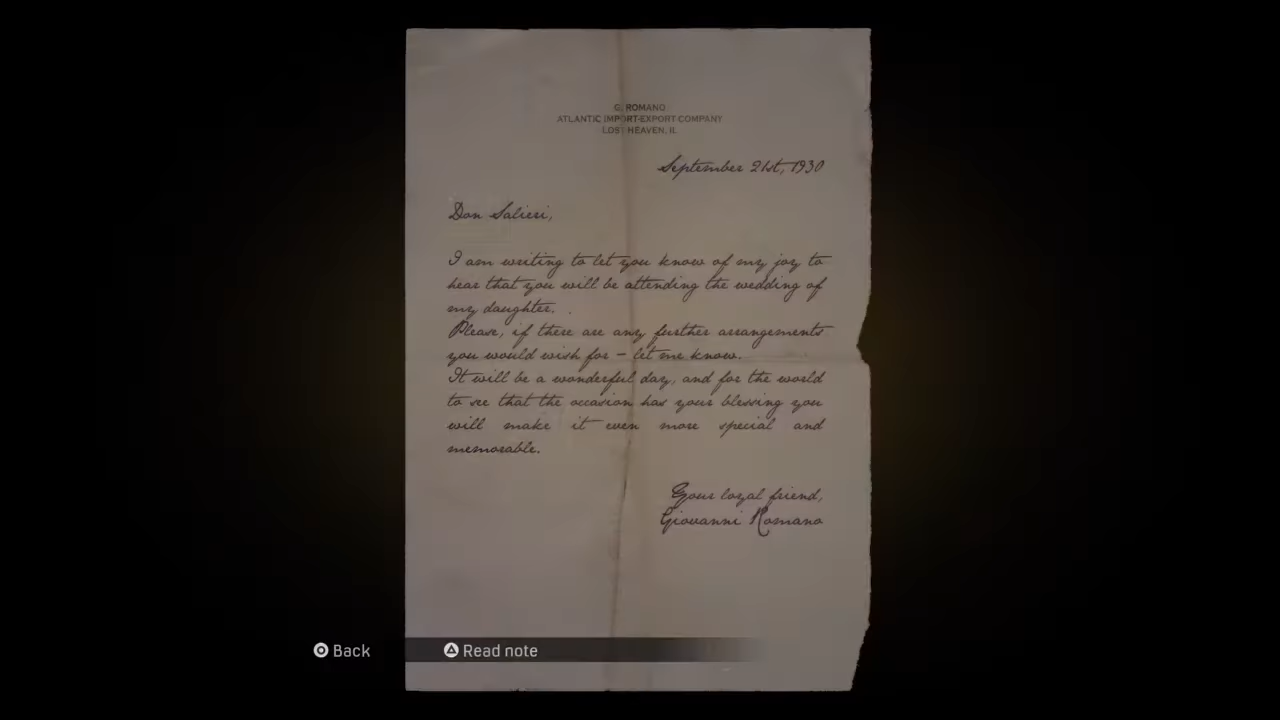 G. ROMANO
ATLANTIC IMPORT-EXPORT COMPANY
LOST HEAVEN, IL
September 21st, 1930
Don Salieri,
I am writing to let you know of my joy to
hear that you will be attending the wedding of
my daughter.
Please, if there are any further arrangements
you would wish for – let me know.
It will be a wonderful day, and for the world
to see that the occasion has your blessing you
will make it even more special and
memorable.
Your loyal friend,
Giovanni Romano
Back
Read note